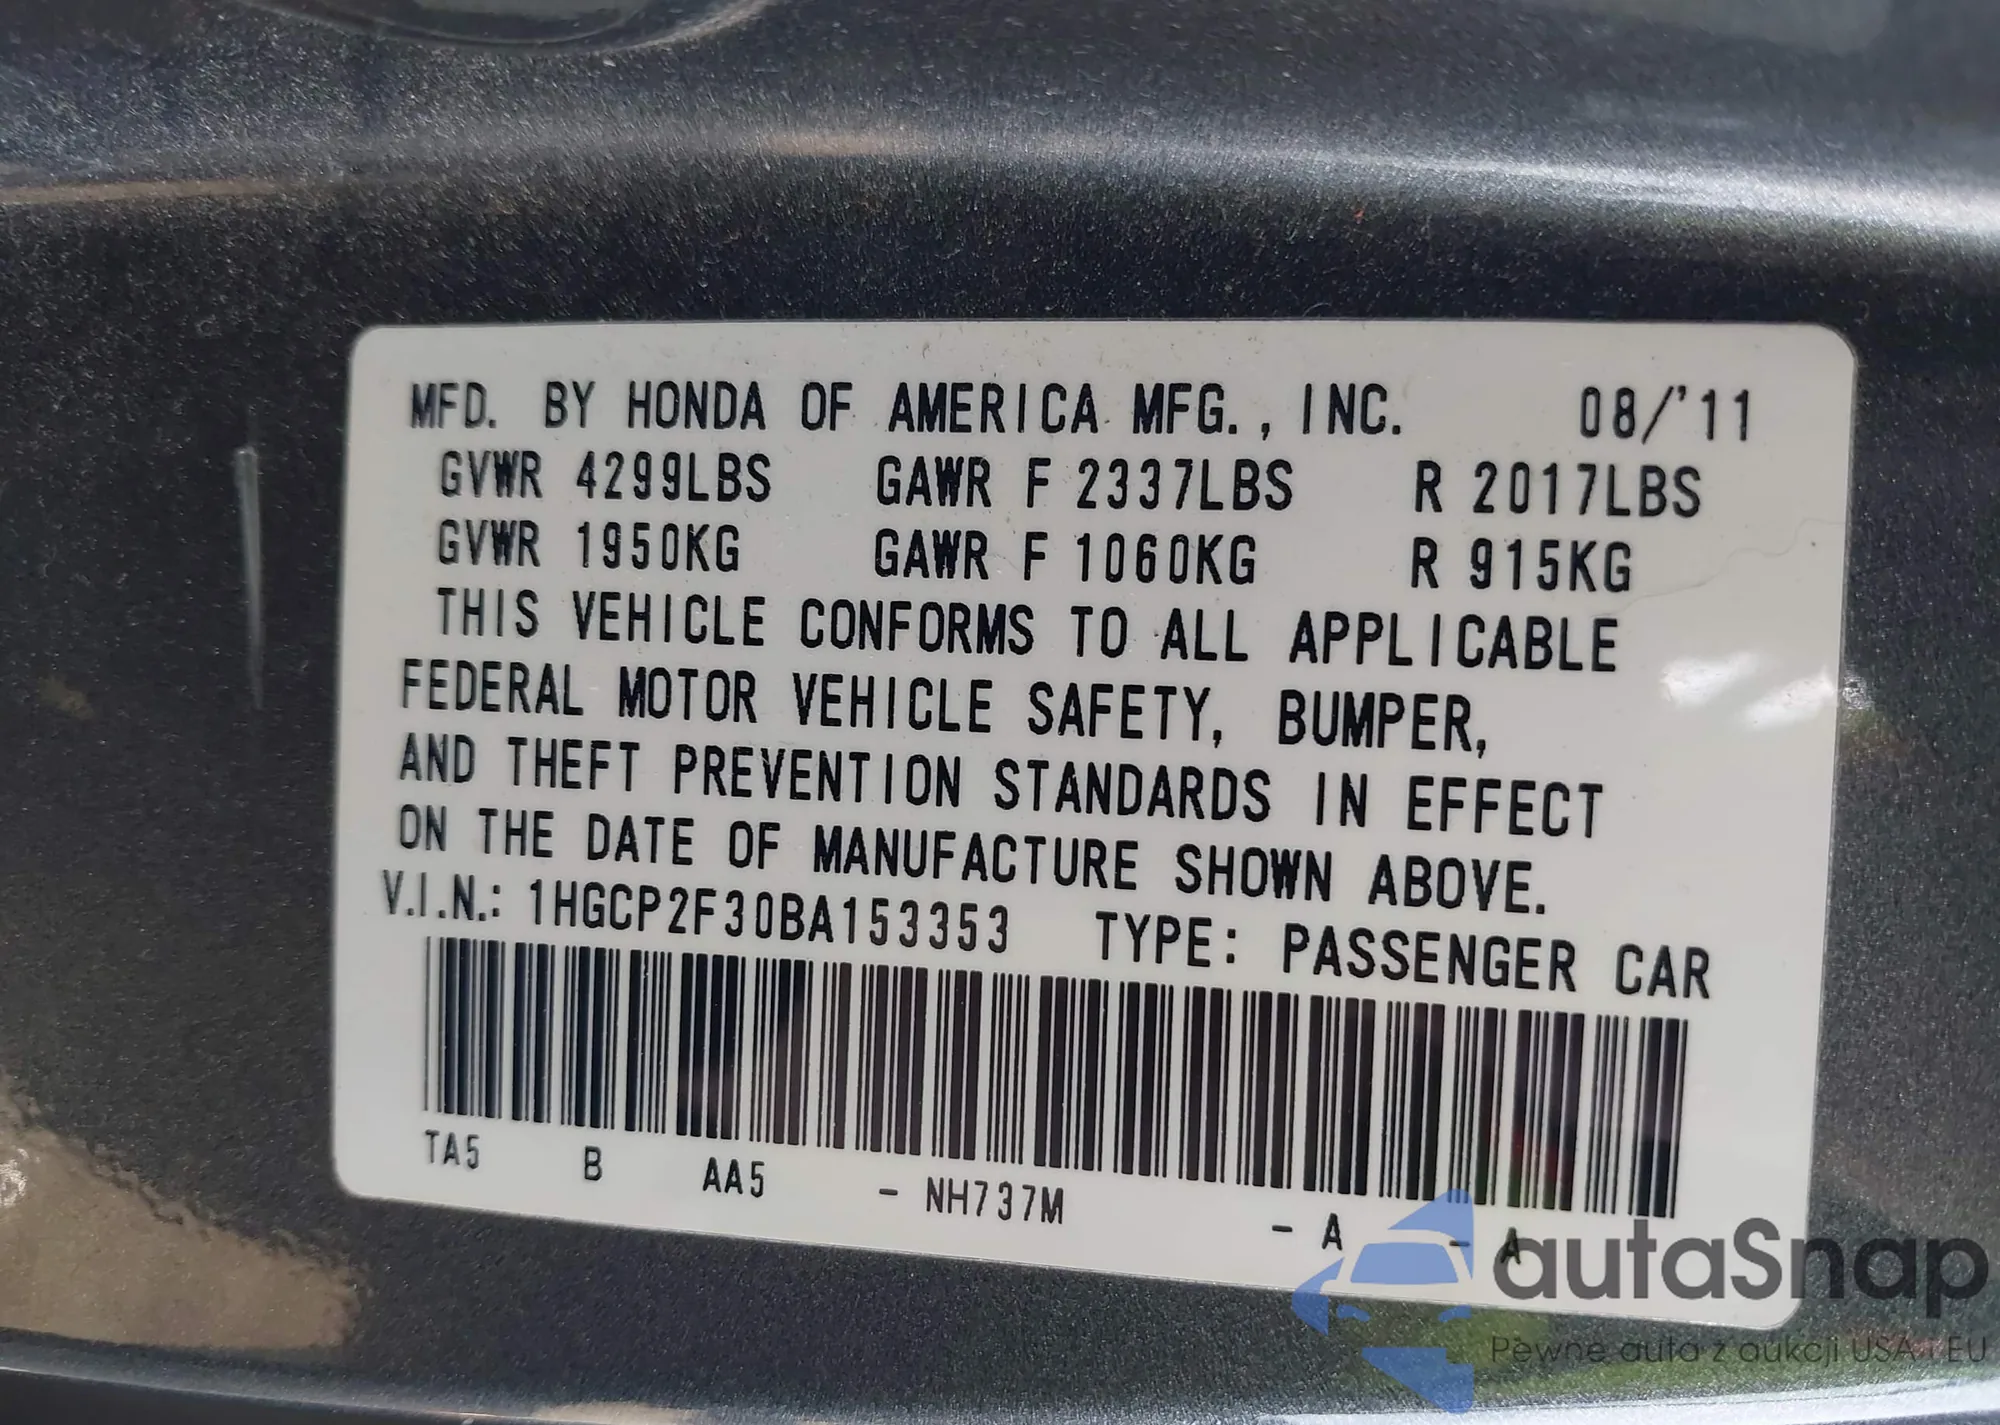 MFD. BY HONDA OF AMERICA MFG., INC. 08/'11
GVWR 4299LBS GAWR F 2337LBS R 2017LBS
GVWR 1950KG GAWR F 1060KG R 915KG
THIS VEHICLE CONFORMS TO ALL APPLICABLE
FEDERAL MOTOR VEHICLE SAFETY, BUMPER,
AND THEFT PREVENTION STANDARDS IN EFFECT
ON THE DATE OF MANUFACTURE SHOWN ABOVE.
V.I.N.: 1HGCP2F30BA153353 TYPE: PASSENGER CAR
TA5 B AA5 - NH737M - A - A
autaSnap
Pewne auta z aukcji USA i EU